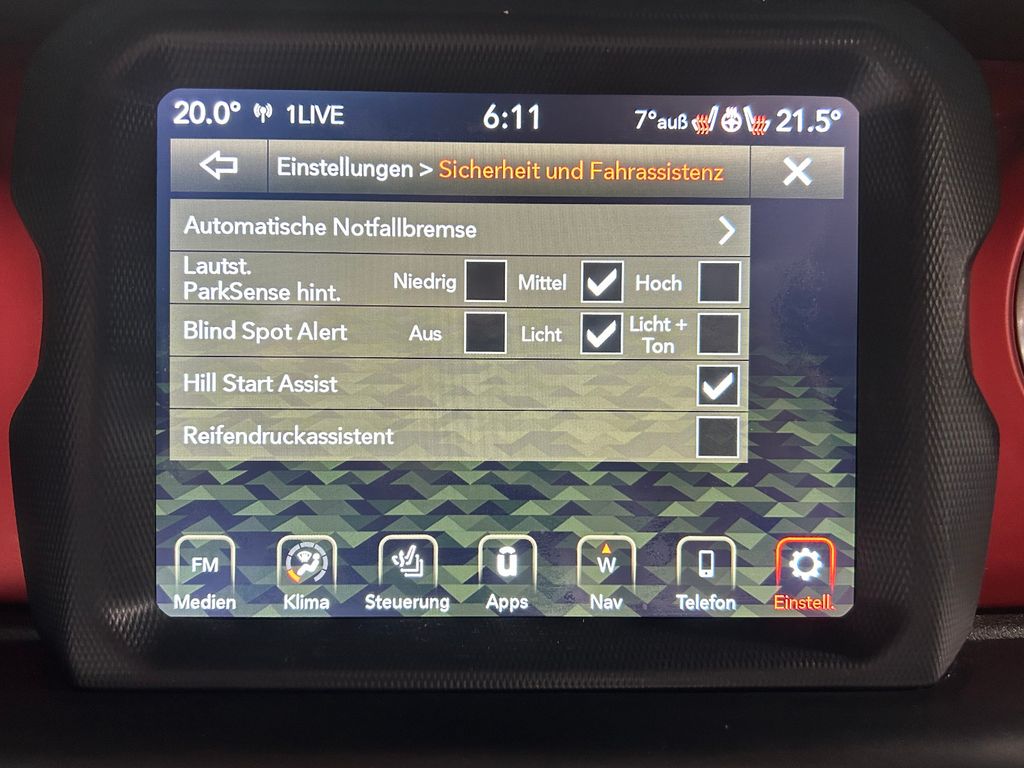 20.0° 1LIVE 6:11 7°auß 21.5°
Einstellungen > Sicherheit und Fahrassistenz
Automatische Notfallbremse
Lautst.
ParkSense hint. Niedrig Mittel Hoch
Blind Spot Alert Aus Licht Licht +
Ton
Hill Start Assist
Reifendruckassistent
FM W
Medien Klima Steuerung Apps Nav Telefon Einstell.